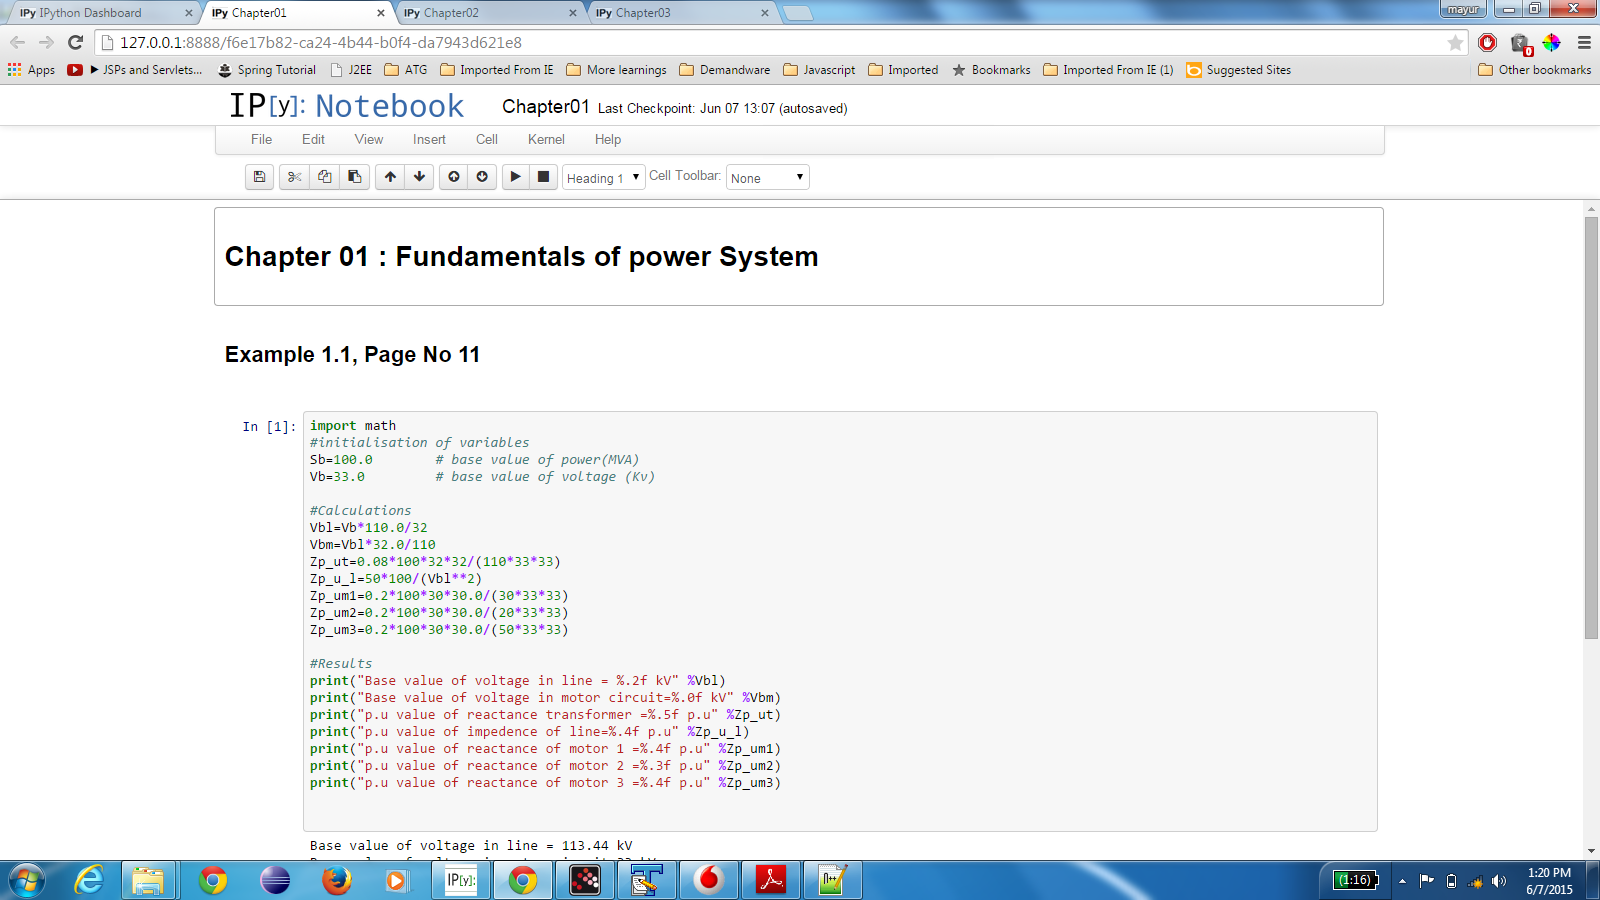 IPy IPython Dashboard
IPy Chapter01
IPy Chapter02
IPy Chapter03
mayur
127.0.0.1:8888/f6e17b82-ca24-4b44-b0f4-da7943d621e8
0
Apps
►JSPs and Servlets...
Spring Tutorial
J2EE
ATG
Imported From IE
More learnings
Demandware
Javascript
Imported
Bookmarks
Imported From IE (1)
Suggested Sites
Other bookmarks
IP[y]: Notebook
Chapter01 Last Checkpoint: Jun 07 13:07 (autosaved)
File Edit View Insert Cell Kernel Help
Heading 1 Cell Toolbar: None
Chapter 01 : Fundamentals of power System
Example 1.1, Page No 11
In [1]:
import math
#initialisation of variables
Sb=100.0 # base value of power(MVA)
Vb=33.0 # base value of voltage (Kv)
#Calculations
Vbl=Vb*110.0/32
Vbm=Vbl*32.0/110
Zp_ut=0.08*100*32*32/(110*33*33)
Zp_u_l=50*100/(Vbl**2)
Zp_um1=0.2*100*30*30.0/(30*33*33)
Zp_um2=0.2*100*30*30.0/(20*33*33)
Zp_um3=0.2*100*30*30.0/(50*33*33)
#Results
print("Base value of voltage in line = %.2f kV" %Vbl)
print("Base value of voltage in motor circuit=%.0f kV" %Vbm)
print("p.u value of reactance transformer =%.5f p.u" %Zp_ut)
print("p.u value of impedence of line=%.4f p.u" %Zp_u_l)
print("p.u value of reactance of motor 1 =%.4f p.u" %Zp_um1)
print("p.u value of reactance of motor 2 =%.3f p.u" %Zp_um2)
print("p.u value of reactance of motor 3 =%.4f p.u" %Zp_um3)
Base value of voltage in line = 113.44 kV
IP[y]:
(1:16)
1:20 PM
6/7/2015